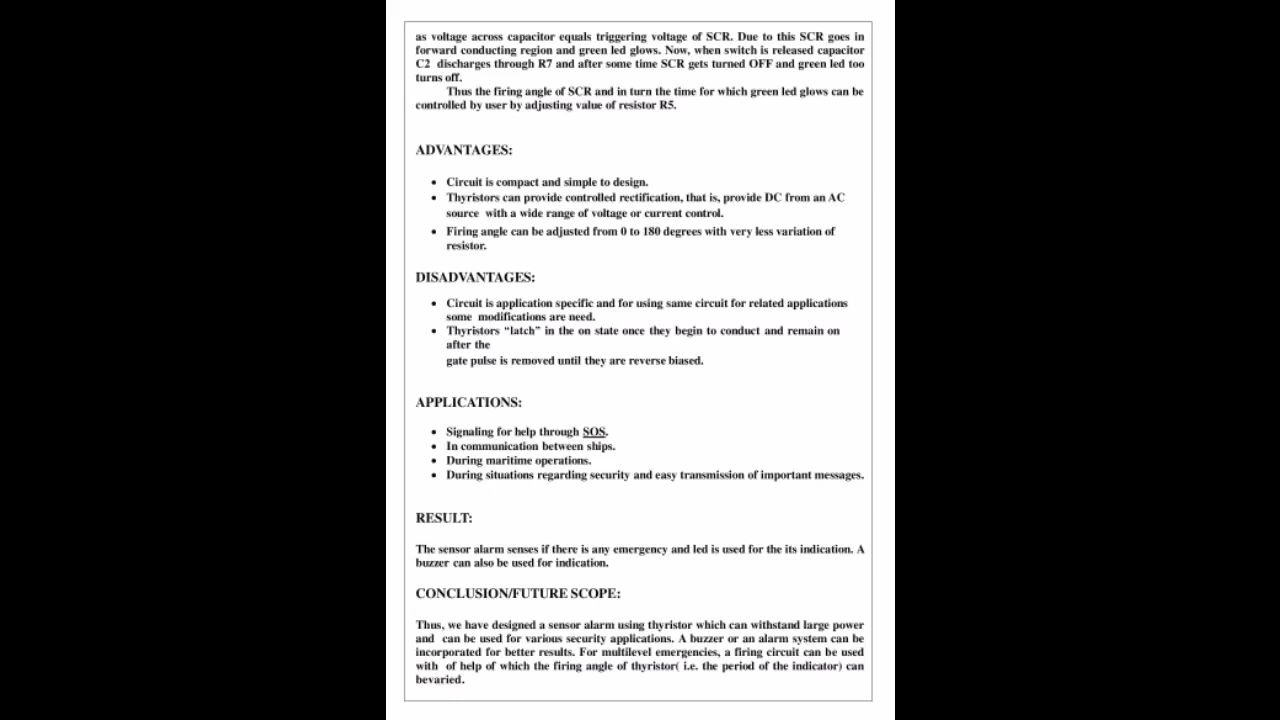 as voltage across capacitor equals triggering voltage of SCR. Due to this SCR goes in
forward conducting region and green led glows. Now, when switch is released capacitor
C2 discharges through R7 and after some time SCR gets turned OFF and green led too
turns off.
Thus the firing angle of SCR and in turn the time for which green led glows can be
controlled by user by adjusting value of resistor R5.
ADVANTAGES:
• Circuit is compact and simple to design.
• Thyristors can provide controlled rectification, that is, provide DC from an AC
source with a wide range of voltage or current control.
• Firing angle can be adjusted from 0 to 180 degrees with very less variation of
resistor.
DISADVANTAGES:
• Circuit is application specific and for using same circuit for related applications
some modifications are need.
• Thyristors “latch” in the on state once they begin to conduct and remain on
after the
gate pulse is removed until they are reverse biased.
APPLICATIONS:
• Signaling for help through SOS.
• In communication between ships.
• During maritime operations.
• During situations regarding security and easy transmission of important messages.
RESULT:
The sensor alarm senses if there is any emergency and led is used for the its indication. A
buzzer can also be used for indication.
CONCLUSION/FUTURE SCOPE:
Thus, we have designed a sensor alarm using thyristor which can withstand large power
and can be used for various security applications. A buzzer or an alarm system can be
incorporated for better results. For multilevel emergencies, a firing circuit can be used
with of help of which the firing angle of thyristor( i.e. the period of the indicator) can
bevaried.